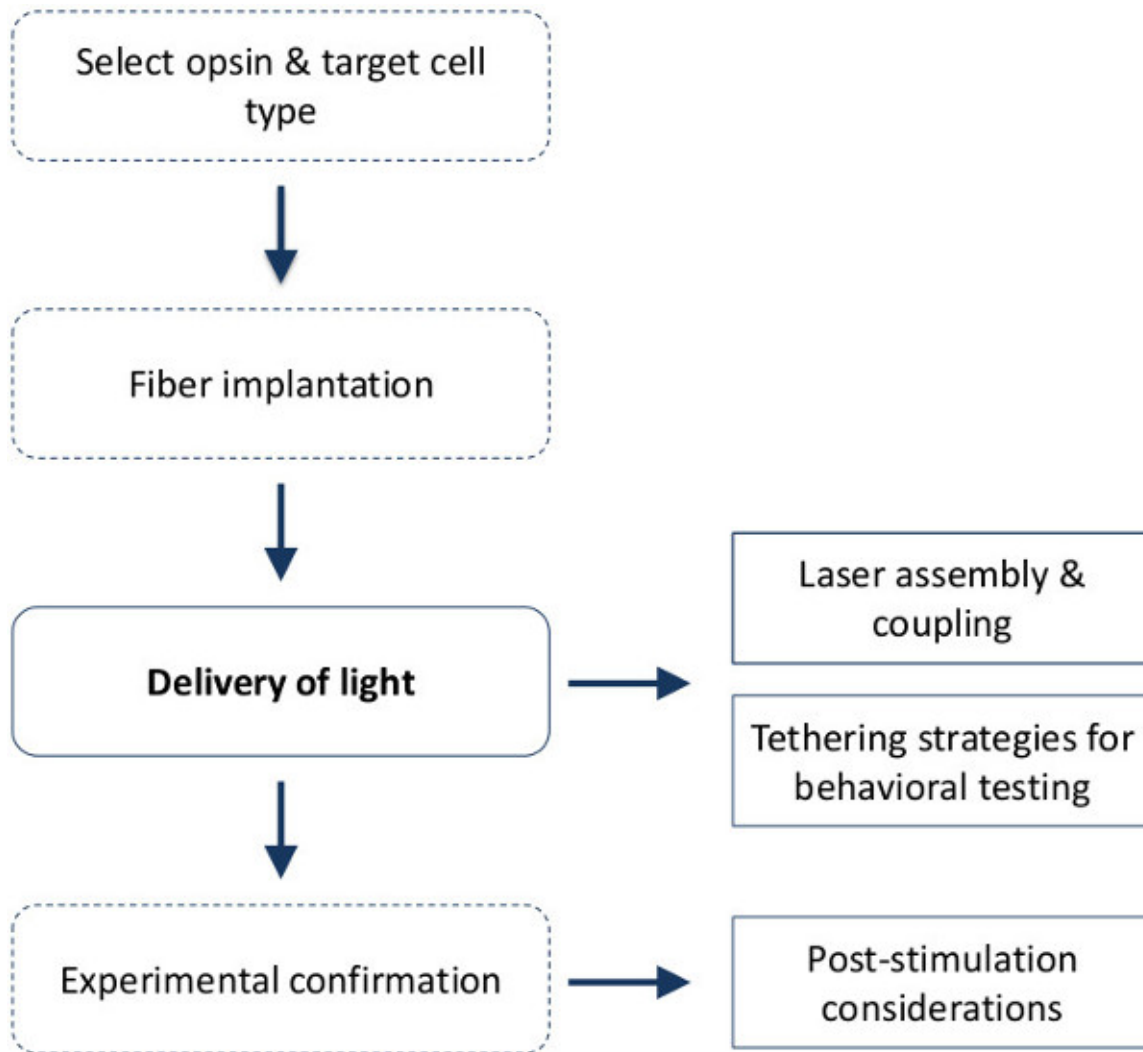 Select opsin & target cell
type
Fiber implantation
Delivery of light
Laser assembly &
coupling
Tethering strategies for
behavioral testing
Experimental confirmation
Post-stimulation
considerations